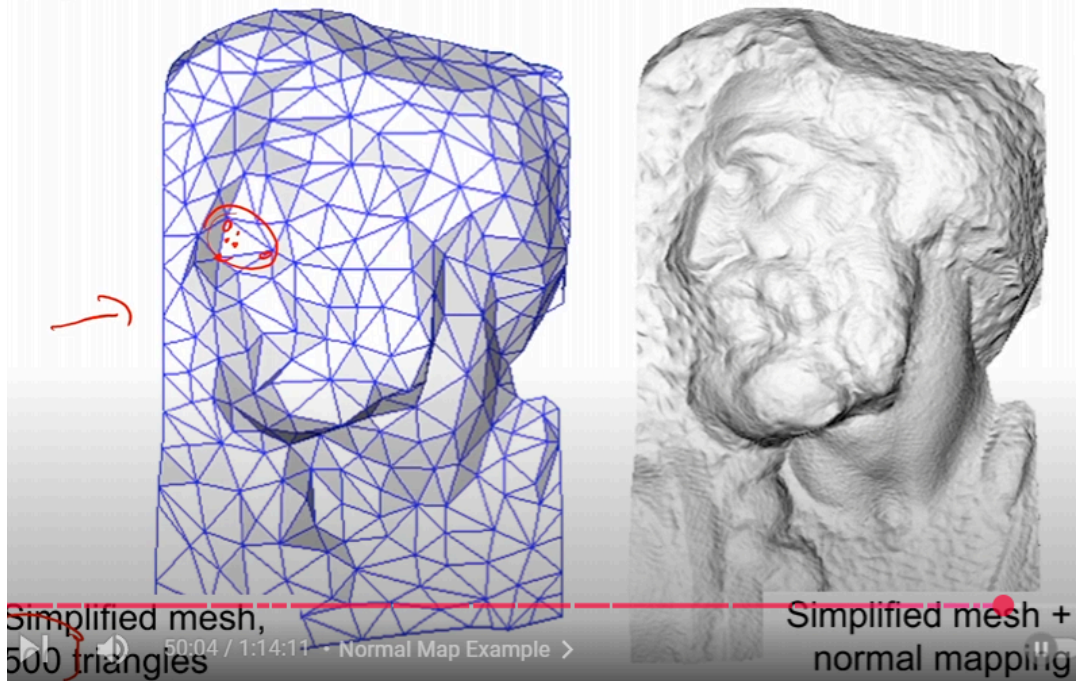 Simplified mesh,
500 triangles
50:04 / 1:14:11 • Normal Map Example >
Simplified mesh +
normal mapping